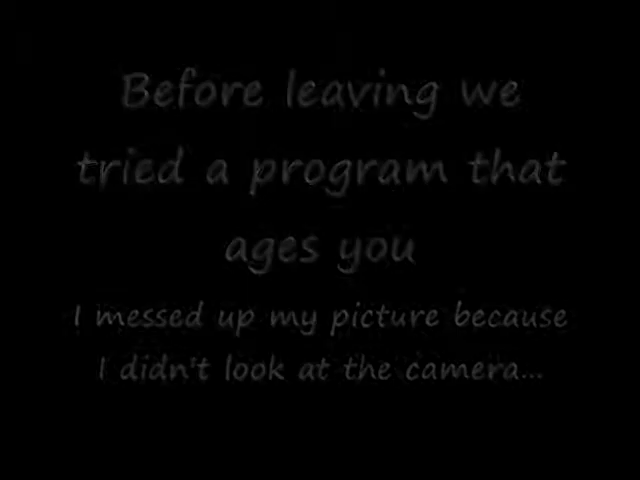 Before leaving we
tried a program that
ages you
I messed up my picture because
I didn't look at the camera...